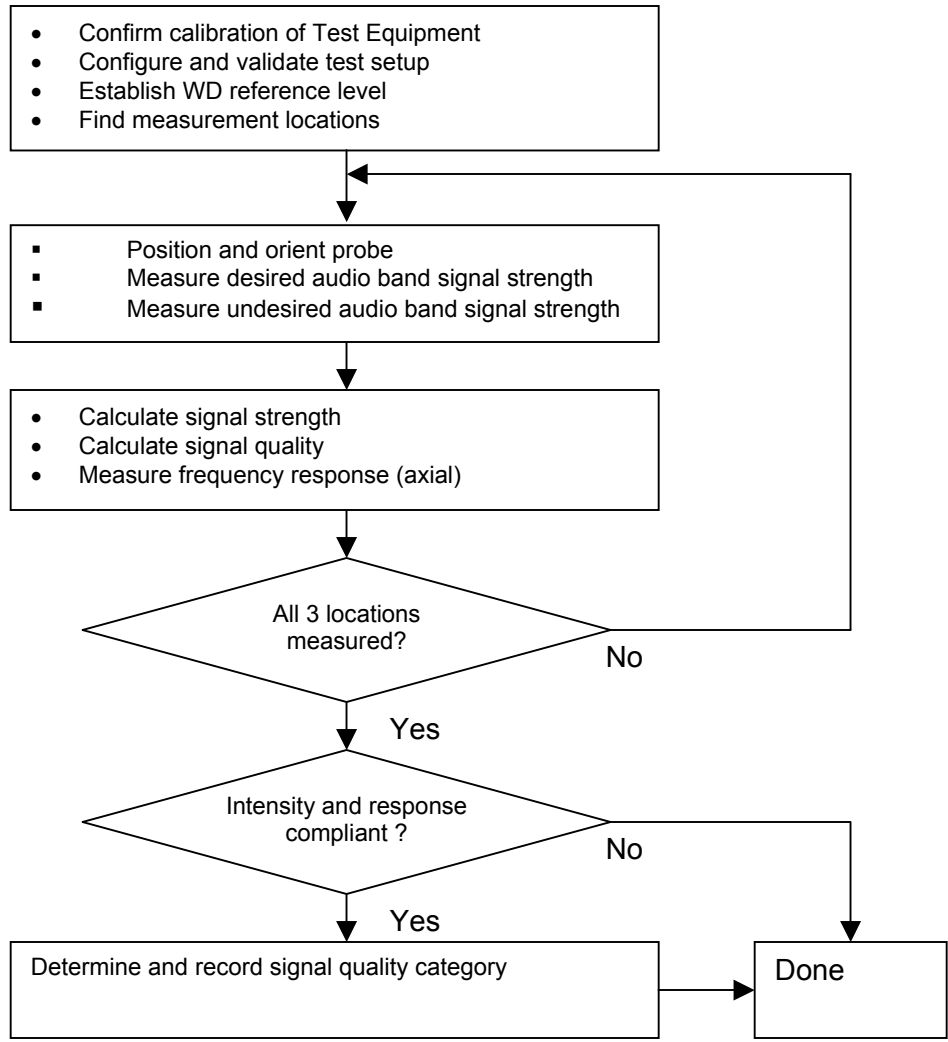 • Confirm calibration of Test Equipment
• Configure and validate test setup
• Establish WD reference level
• Find measurement locations
▪ Position and orient probe
▪ Measure desired audio band signal strength
▪ Measure undesired audio band signal strength
• Calculate signal strength
• Calculate signal quality
• Measure frequency response (axial)
All 3 locations
measured?
No
Yes
Intensity and response
compliant ?
No
Yes
Determine and record signal quality category
Done